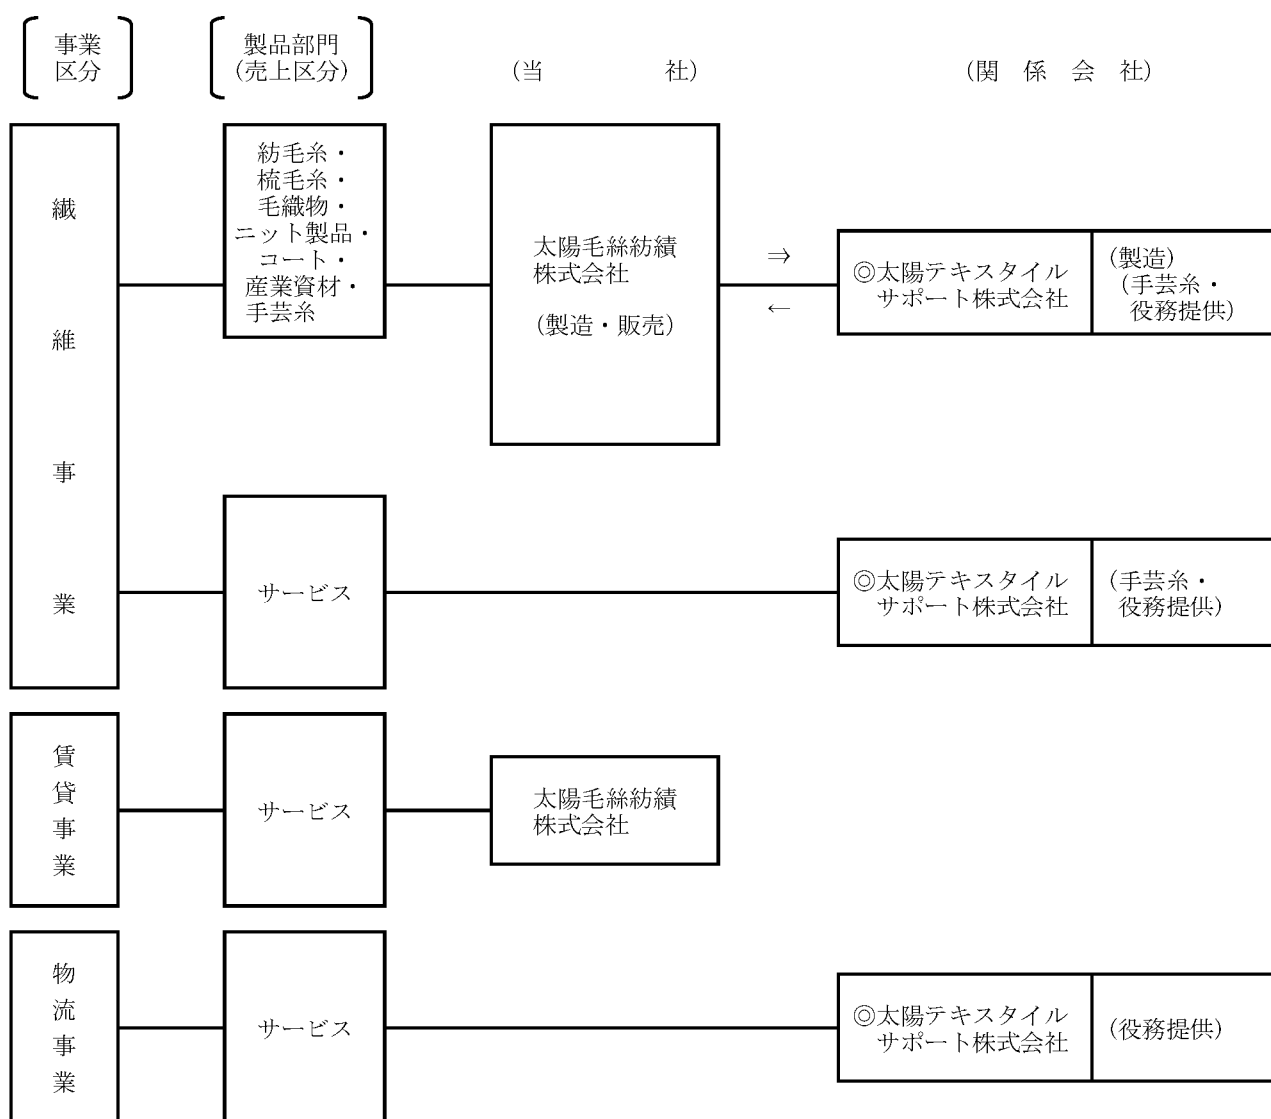 事業
区分
製品部門
(売上区分)
(当　　　　社)
(関　係　会　社)
繊維事業
紡毛糸・
梳毛糸・
毛織物・
ニット製品・
コート・
産業資材・
手芸糸
太陽毛絲紡績
株式会社
(製造・販売)
⇒
←
◎太陽テキスタイル
サポート株式会社
(製造)
(手芸糸・
役務提供)
サービス
◎太陽テキスタイル
サポート株式会社
(手芸糸・
役務提供)
賃貸事業
サービス
太陽毛絲紡績
株式会社
物流事業
サービス
◎太陽テキスタイル
サポート株式会社
(役務提供)